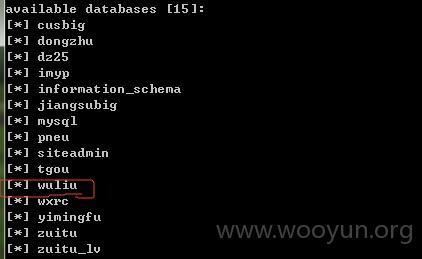 available databases [15]:
[*] cusbig
[*] dongzhu
[*] dz25
[*] imyp
[*] information_schema
[*] jiangsubig
[*] mysql
[*] pneu
[*] siteadmin
[*] tgou
[*] wuliu
[*] wxrc
[*] yimingfu
[*] zuitu
[*] zuitu_lv
www.wooyun.org